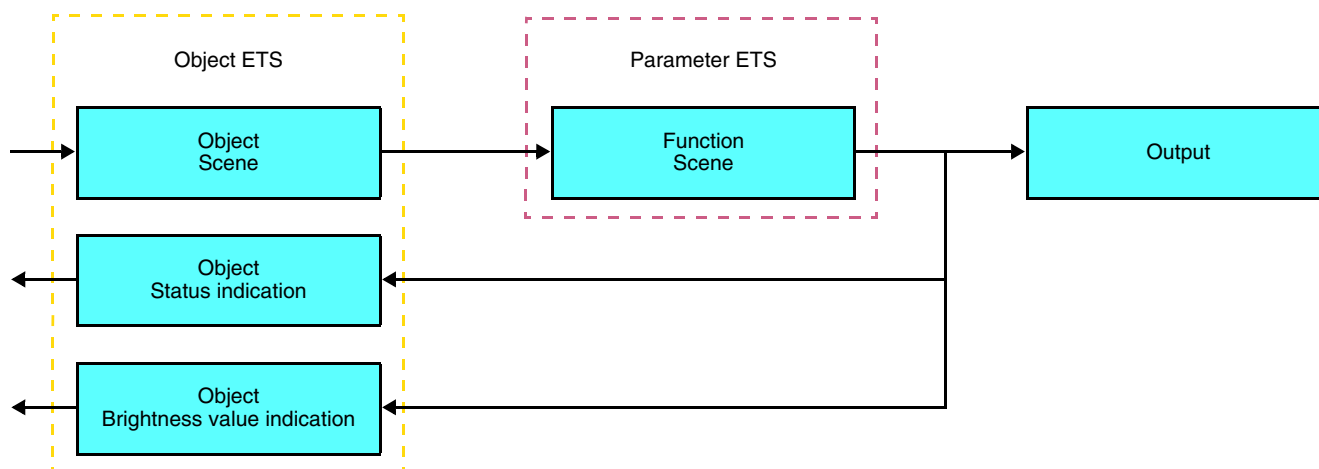 Object ETS
Parameter ETS
Object
Scene
Function
Scene
Output
Object
Status indication
Object
Brightness value indication